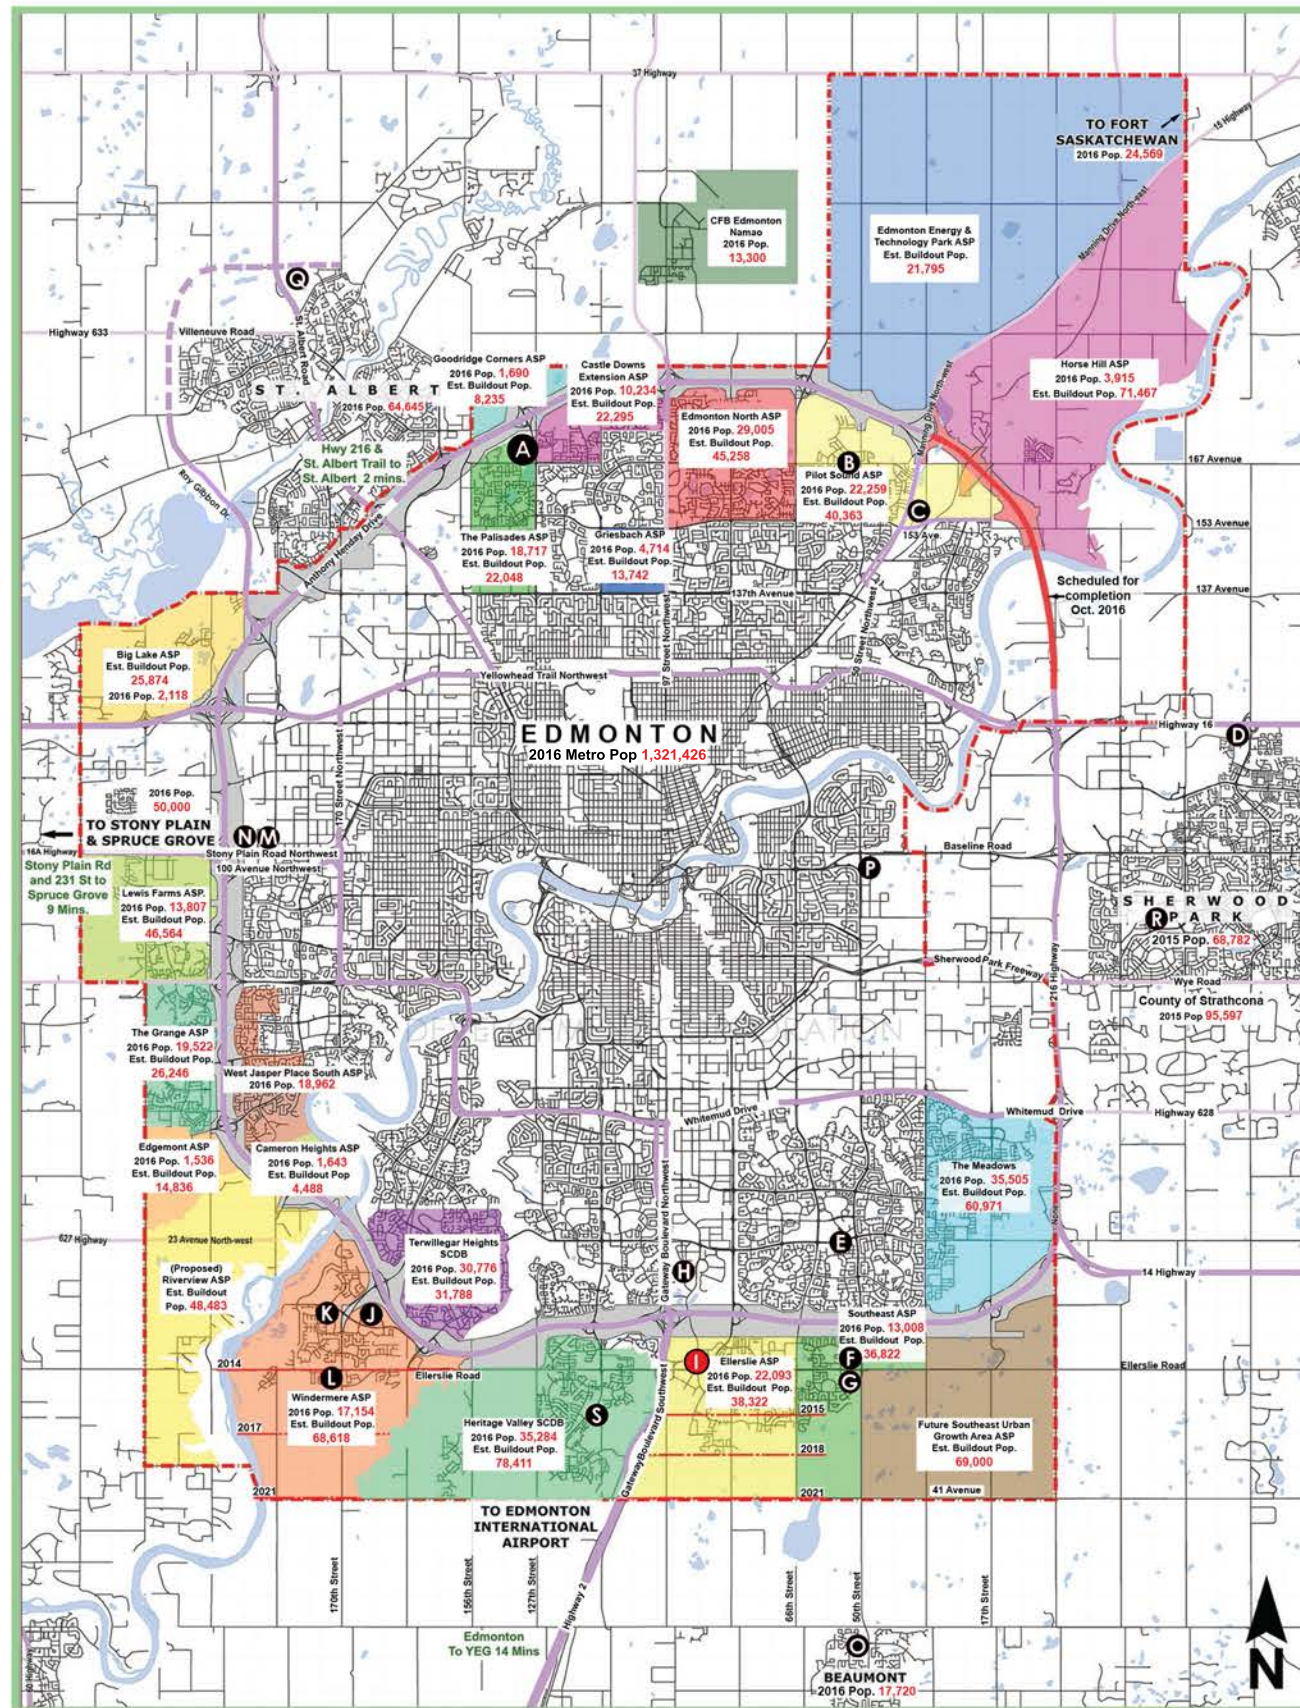 37 Highway
15 Highway
TO FORT
SASKATCHEWAN
2016 Pop. 24,569
CFB Edmonton
Namao
2016 Pop.
13,300
Edmonton Energy &
Technology Park ASP
Est. Buildout Pop.
21,795
Manning Drive North-east
Q
St. Albert Road
Highway 633
Villeneuve Road
ST. ALBERT
2016 Pop. 64,645
Goodridge Corners ASP
2016 Pop. 1,690
Est. Buildout Pop.
8,235
Castle Downs
Extension ASP
2016 Pop. 10,234
Est. Buildout Pop.
22,295
Horse Hill ASP
2016 Pop. 3,915
Est. Buildout Pop. 71,467
Manning Drive North-west
Edmonton North ASP
2016 Pop. 29,005
Est. Buildout Pop.
45,258
Hwy 216 &
St. Albert Trail to
St. Albert 2 mins.
A
B
Pilot Sound ASP
2016 Pop. 22,259
Est. Buildout Pop.
40,363
C
153 Ave.
167 Avenue
153 Avenue
137 Avenue
Ray Gibbon Dr.
Anthony Henday Drive
The Palisades ASP
2016 Pop. 18,717
Est. Buildout Pop.
22,048
Griesbach ASP
2016 Pop. 4,714
Est. Buildout Pop.
13,742
137th Avenue
Scheduled for
completion
Oct. 2016
97 Street Northwest
50 Street Northwest
Big Lake ASP
Est. Buildout Pop.
25,874
2016 Pop. 2,118
Yellowhead Trail Northwest
EDMONTON
2016 Metro Pop 1,321,426
Highway 16
D
170 Street Northwest
2016 Pop.
50,000
TO STONY PLAIN
& SPRUCE GROVE
N
M
16A Highway
Stony Plain Road Northwest
100 Avenue Northwest
Stony Plain Rd
and 231 St to
Spruce Grove
9 Mins.
Lewis Farms ASP.
2016 Pop. 13,807
Est. Buildout Pop.
46,564
Baseline Road
P
SHERWOOD
PARK
R
2015 Pop. 68,782
Sherwood Park Freeway
216 Highway
Wye Road
County of Strathcona
2015 Pop 95,597
The Grange ASP
2016 Pop. 19,522
Est. Buildout Pop.
26,246
West Jasper Place South ASP
2016 Pop. 18,962
Whitemud Drive
Whitemud Drive
Highway 628
Edgemont ASP
2016 Pop. 1,536
Est. Buildout Pop.
14,836
Cameron Heights ASP
2016 Pop. 1,643
Est. Buildout Pop
4,488
The Meadows
2016 Pop. 35,505
Est. Buildout Pop.
60,971
Gateway Boulevard Northwest
627 Highway
23 Avenue North-west
Terwillegar Heights
SCDB
2016 Pop. 30,776
Est. Buildout Pop.
31,788
E
H
14 Highway
(Proposed)
Riverview ASP
Est. Buildout
Pop. 48,483
K
J
Southeast ASP
2016 Pop. 13,008
Est. Buildout Pop.
36,822
F
G
2014
L
Ellerslie Road
I
Ellerslie ASP
2016 Pop. 22,093
Est. Buildout Pop.
38,322
Ellerslie Road
Windermere ASP
2016 Pop. 17,154
Est. Buildout Pop.
68,618
2017
Heritage Valley SCDB
2016 Pop. 35,284
Est. Buildout Pop.
78,411
S
Gateway Boulevard Southwest
2015
2018
Future Southeast Urban
Growth Area ASP
Est. Buildout Pop.
69,000
2021
2021
41 Avenue
TO EDMONTON
INTERNATIONAL
AIRPORT
170th Street
156th Street
127th Street
Highway 2
66th Street
50th Street
17th Street
Edmonton
To YEG 14 Mins
60 Highway
BEAUMONT
2016 Pop. 17,720
N